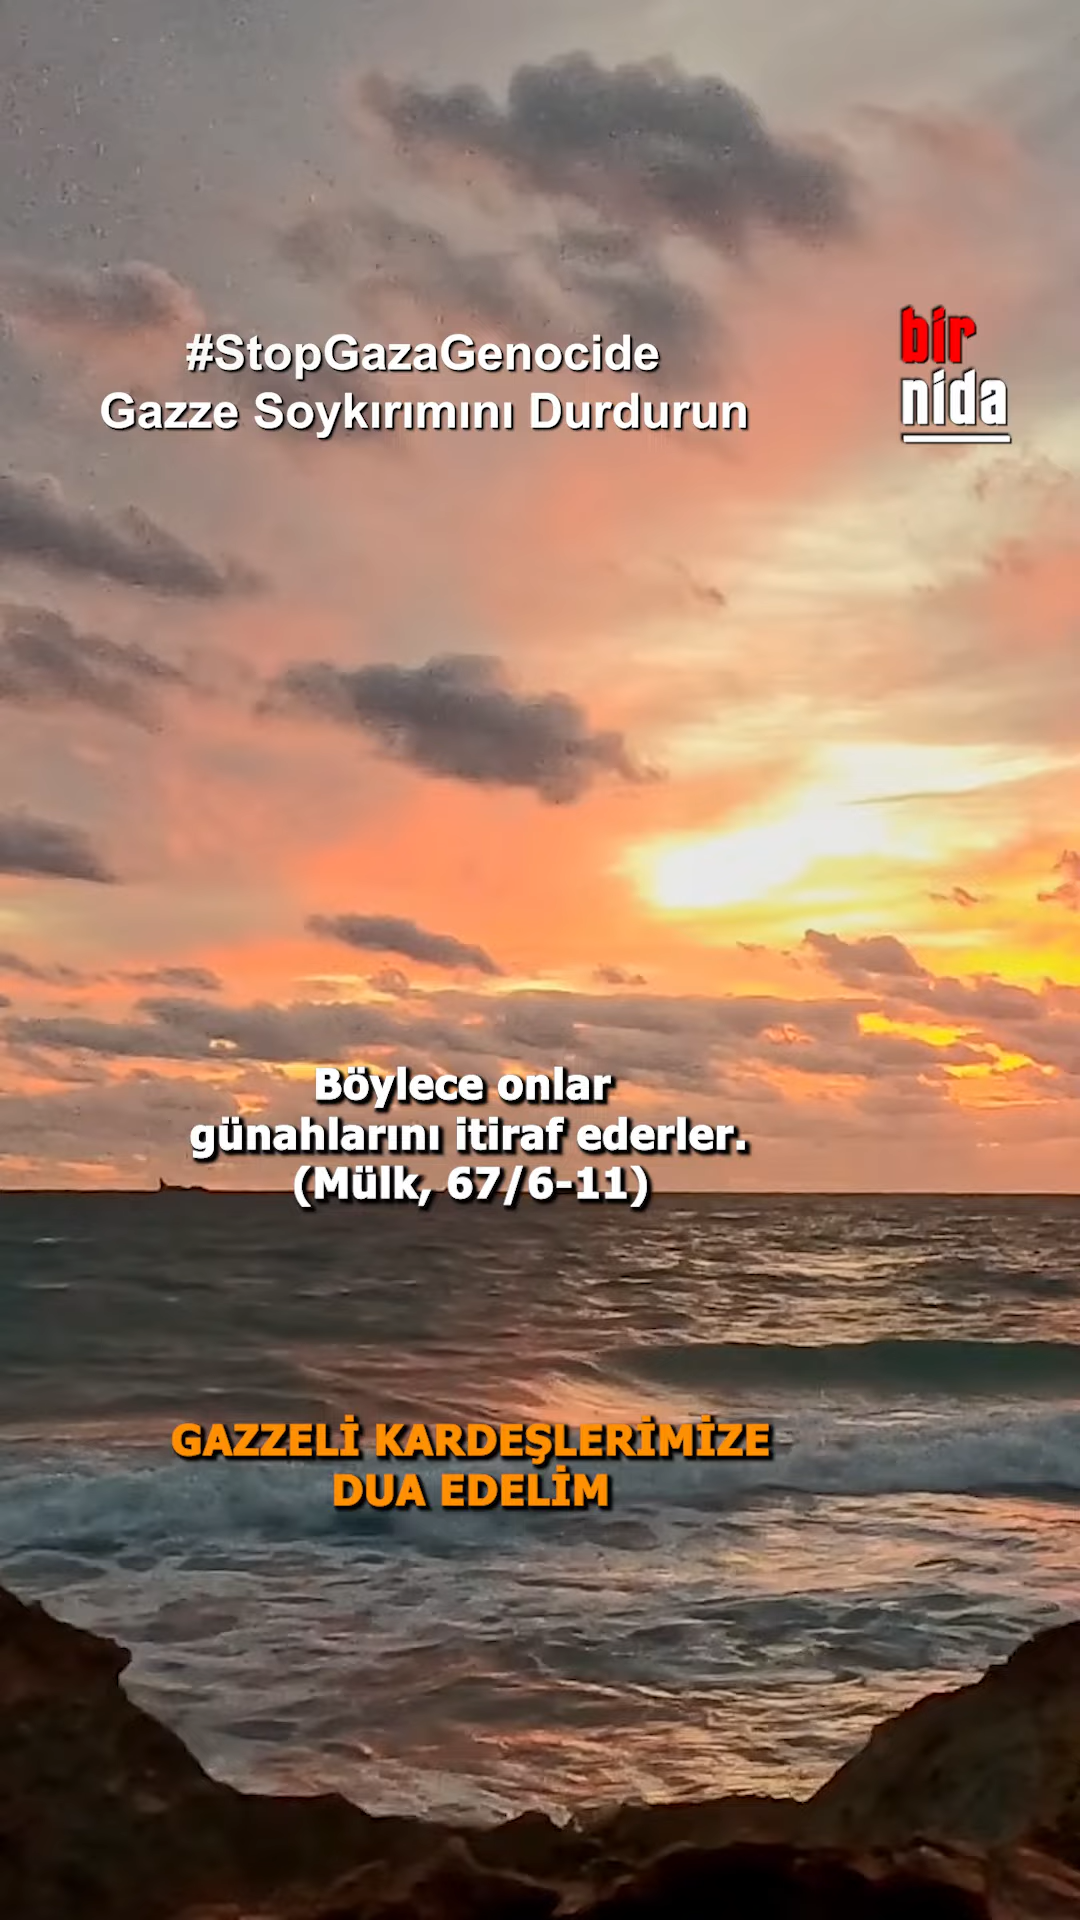 #StopGazaGenocide
Gazze Soykırımını Durdurun
bir
nida
Böylece onlar
günahlarını itiraf ederler.
(Mülk, 67/6-11)
GAZZELİ KARDEŞLERİMİZE
DUA EDELİM